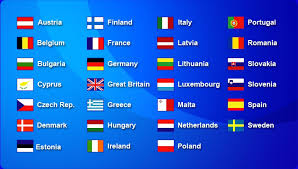 Austria Finland Italy Portugal
Belgium France Latvia Romania
Bulgaria Germany Lithuania Slovakia
Cyprus Great Britain Luxembourg Slovenia
Czech Rep. Greece Malta Spain
Denmark Hungary Netherlands Sweden
Estonia Ireland Poland